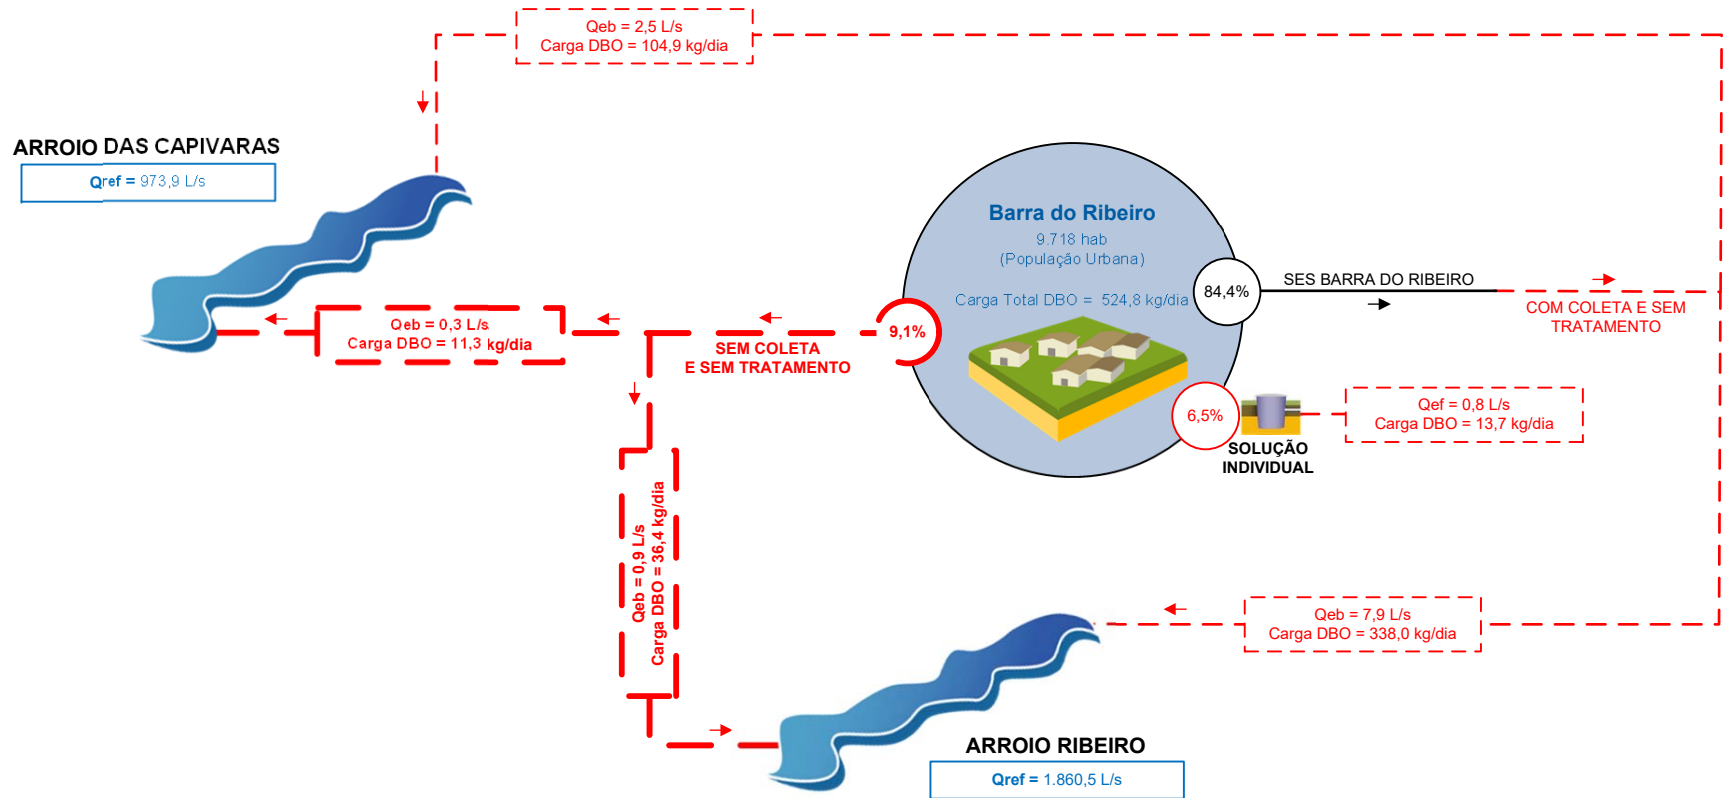 Qeb = 2,5 L/s
Carga DBO = 104,9 kg/dia
ARROIO DAS CAPIVARAS
Qref = 973,9 L/s
Barra do Ribeiro
9.718 hab
(População Urbana)
Carga Total DBO = 524,8 kg/dia
84,4%
SES BARRA DO RIBEIRO
COM COLETA E SEM
TRATAMENTO
9,1%
SEM COLETA
E SEM TRATAMENTO
Qeb = 0,3 L/s
Carga DBO = 11,3 kg/dia
6,5%
SOLUÇÃO
INDIVIDUAL
Qef = 0,8 L/s
Carga DBO = 13,7 kg/dia
Qeb = 0,9 L/s
Carga DBO = 36,4 kg/dia
Qeb = 7,9 L/s
Carga DBO = 338,0 kg/dia
ARROIO RIBEIRO
Qref = 1.860,5 L/s